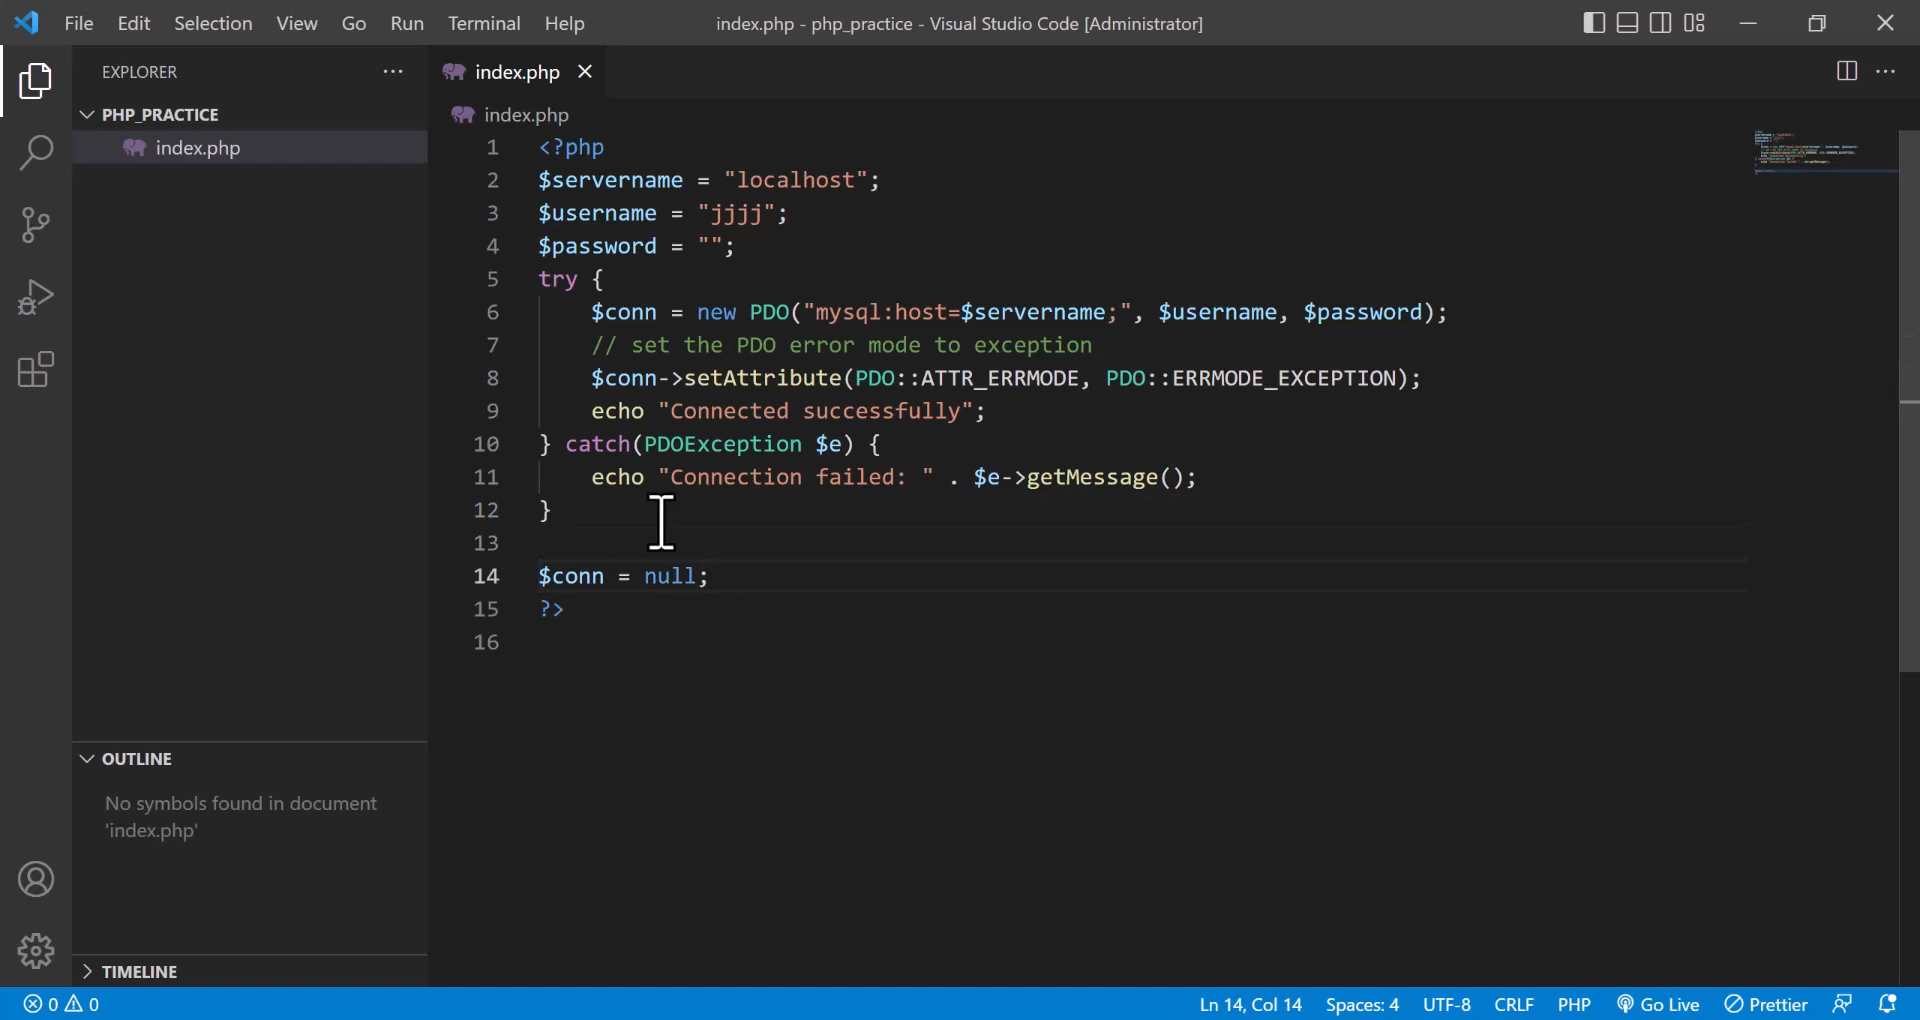 File Edit Selection View Go Run Terminal Help
index.php - php_practice - Visual Studio Code [Administrator]
EXPLORER
PHP_PRACTICE
index.php
OUTLINE
No symbols found in document
'index.php'
TIMELINE
index.php
index.php
1 <?php
2 $servername = "localhost";
3 $username = "jjjj";
4 $password = "";
5 try {
6 $conn = new PDO("mysql:host=$servername;", $username, $password);
7 // set the PDO error mode to exception
8 $conn->setAttribute(PDO::ATTR_ERRMODE, PDO::ERRMODE_EXCEPTION);
9 echo "Connected successfully";
10 } catch(PDOException $e) {
11 echo "Connection failed: " . $e->getMessage();
12 }
13
14 $conn = null;
15 ?>
16
0 0
Ln 14, Col 14 Spaces: 4 UTF-8 CRLF PHP Go Live Prettier